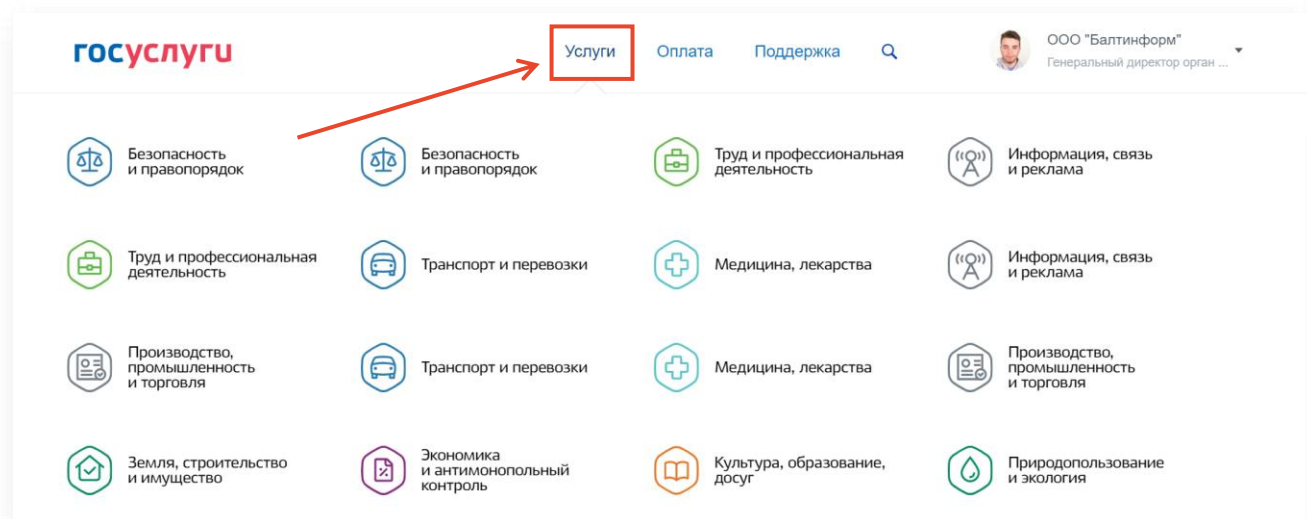 госуслуги
Услуги
Оплата
Поддержка
ООО "Балтинформ"
Генеральный директор орган ...
Безопасность
и правопорядок
Безопасность
и правопорядок
Труд и профессиональная
деятельность
Информация, связь
и реклама
Труд и профессиональная
деятельность
Транспорт и перевозки
Медицина, лекарства
Информация, связь
и реклама
Производство,
промышленность
и торговля
Транспорт и перевозки
Медицина, лекарства
Производство,
промышленность
и торговля
Земля, строительство
и имущество
Экономика
и антимонопольный
контроль
Культура, образование,
досуг
Природопользование
и экология